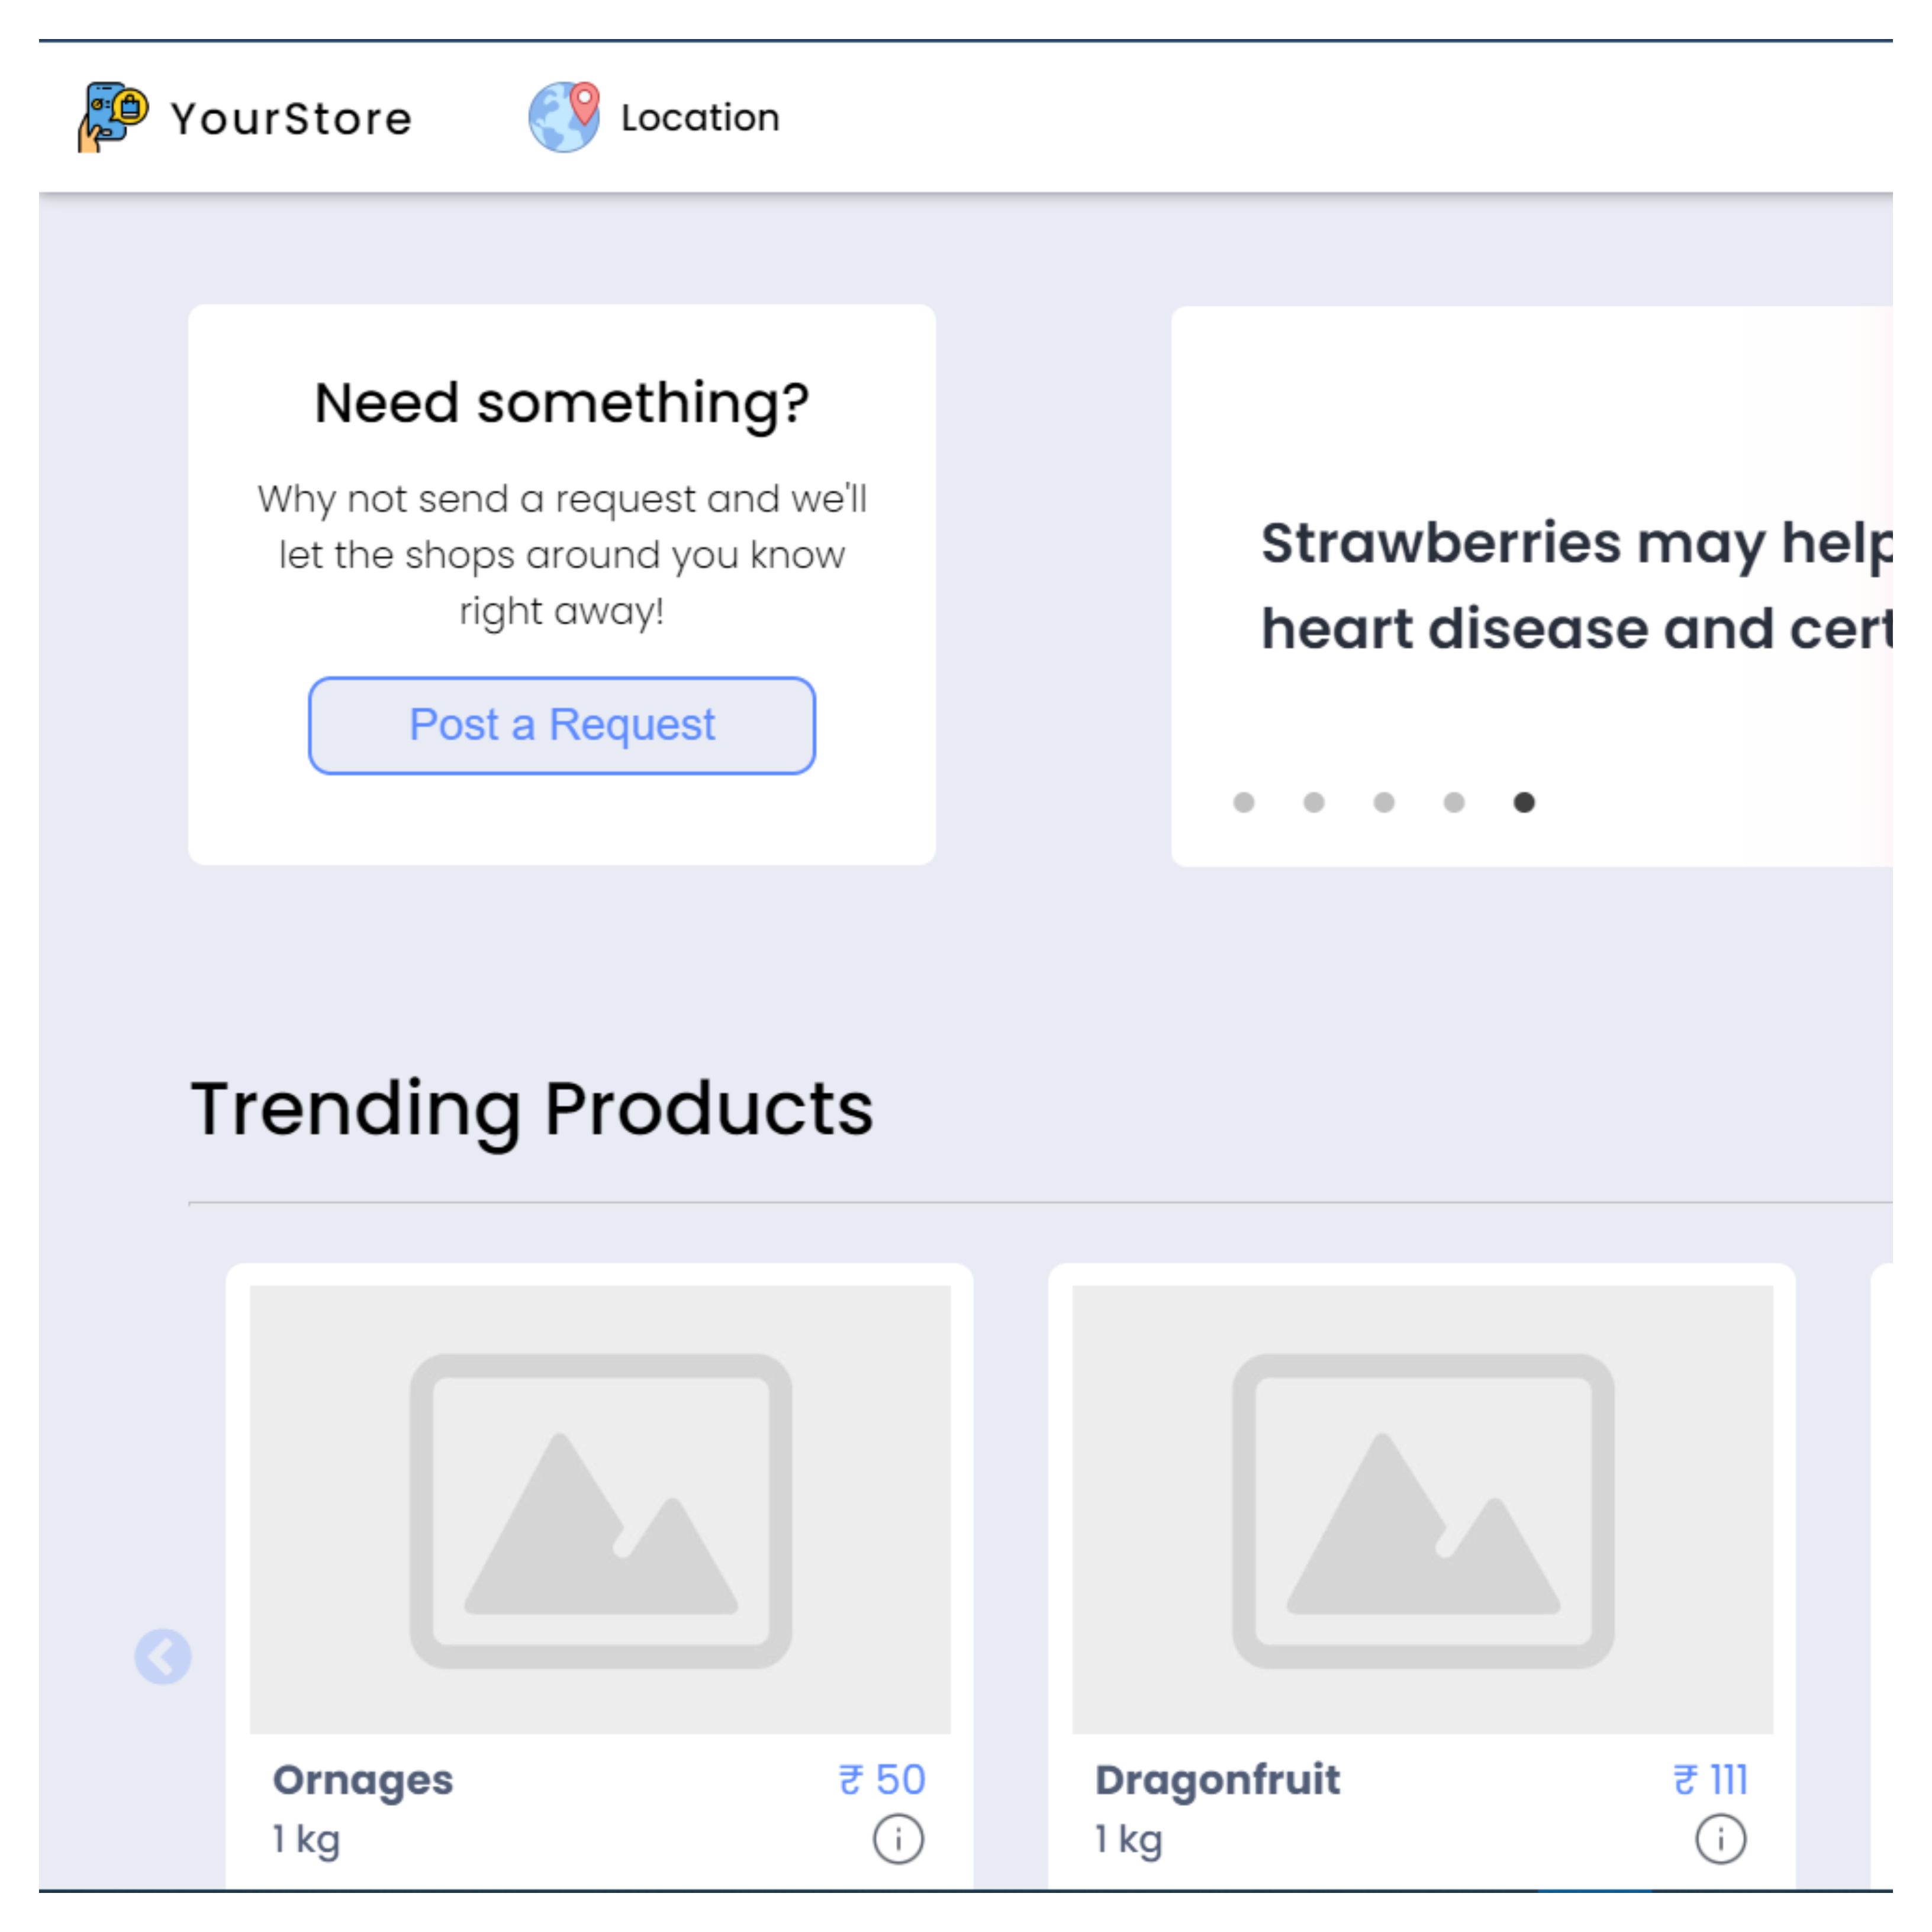 YourStore
Location
Need something?
Why not send a request and we'll
let the shops around you know
right away!
Post a Request
Strawberries may help
heart disease and cert
Trending Products
Ornages
₹ 50
1 kg
Dragonfruit
₹ 111
1 kg